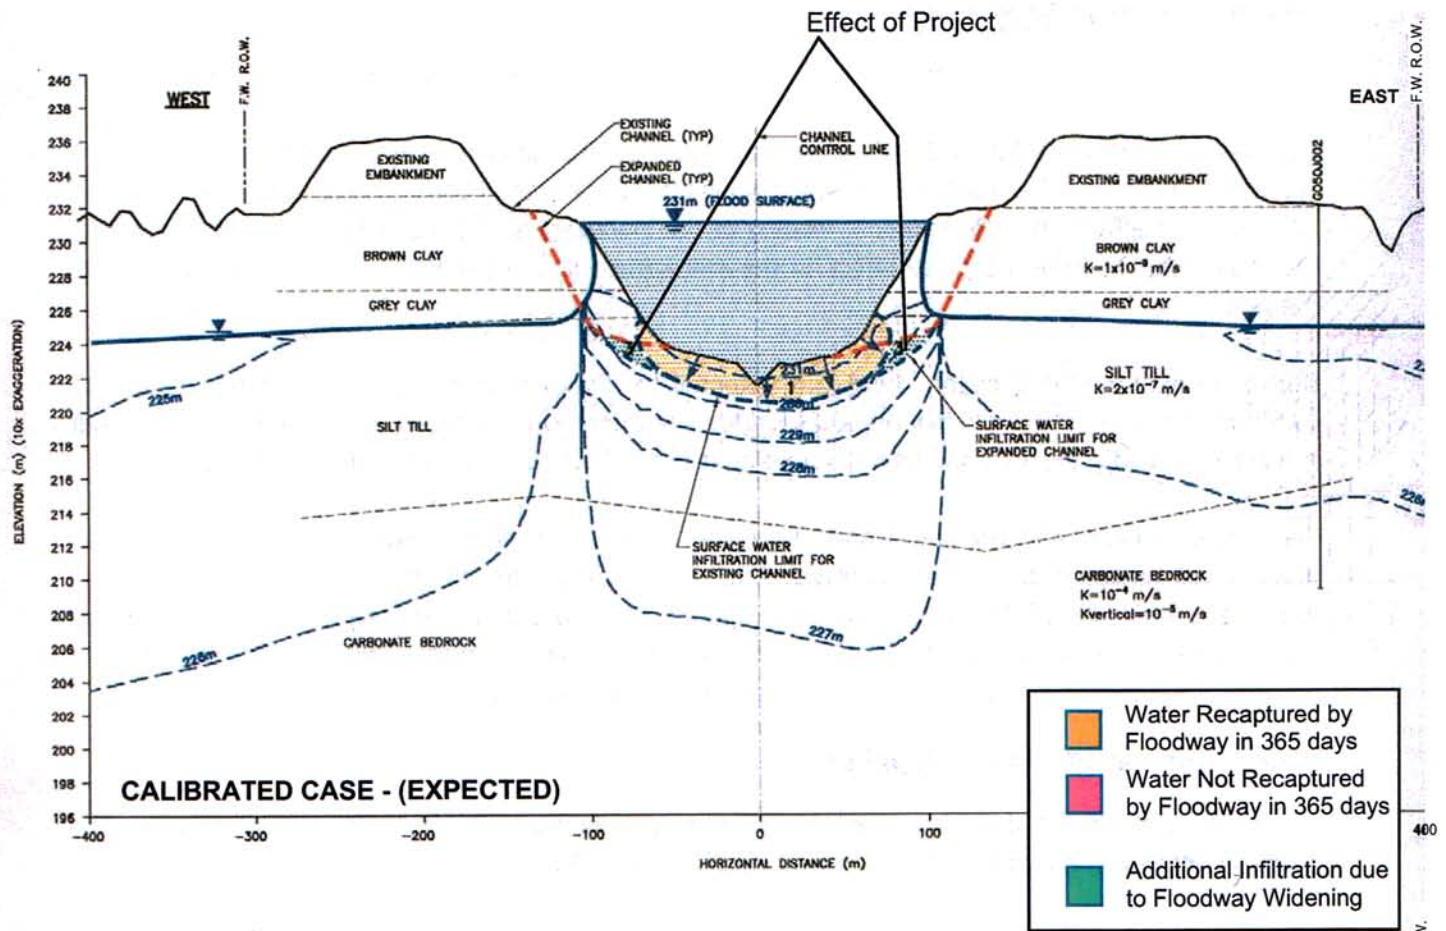 Effect of Project
WEST
F.W. R.O.W.
EAST
F.W. R.O.W.
240
238
236
234
232
230
228
226
224
222
220
218
216
214
212
210
208
206
204
202
200
198
196
ELEVATION (m) (10x EXAGGERATION)
EXISTING
EMBANKMENT
EXISTING
CHANNEL (TYP)
EXPANDED
CHANNEL (TYP)
CHANNEL
CONTROL LINE
231m (FLOOD SURFACE)
EXISTING EMBANKMENT
BROWN CLAY
GREY CLAY
BROWN CLAY
GREY CLAY
225m
SILT TILL
SILT TILL
K=2x10⁻⁷ m/s
231m
1
229m
228m
SURFACE WATER
INFILTRATION LIMIT FOR
EXPANDED CHANNEL
SURFACE WATER
INFILTRATION LIMIT FOR
EXISTING CHANNEL
CARBONATE BEDROCK
K=10⁻⁴ m/s
Kvertical=10⁻⁵ m/s
227m
226m
CARBONATE BEDROCK
CALIBRATED CASE - (EXPECTED)
-400
-300
-200
-100
0
100
400
HORIZONTAL DISTANCE (m)
Water Recaptured by
Floodway in 365 days
Water Not Recaptured
by Floodway in 365 days
Additional Infiltration due
to Floodway Widening